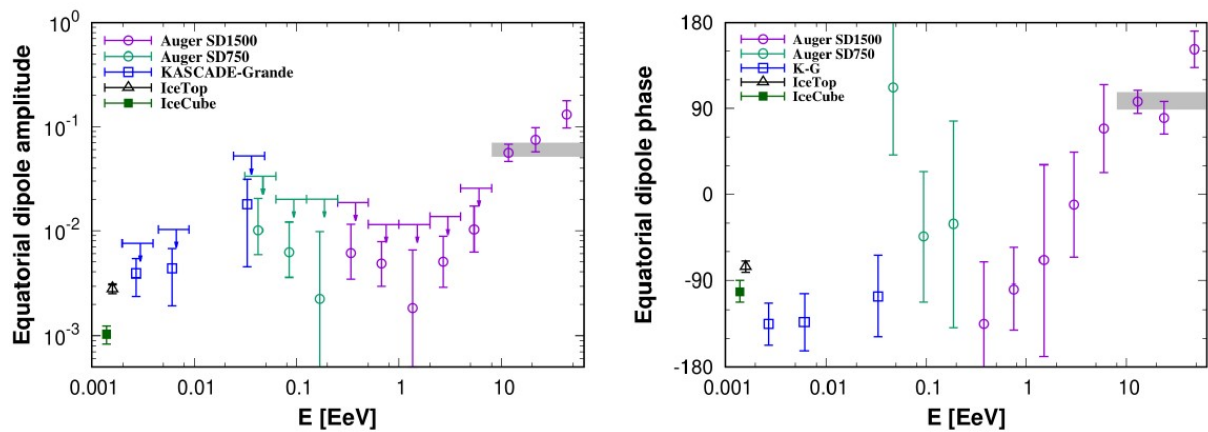 Equatorial dipole amplitude
10⁰
10⁻¹
10⁻²
10⁻³
Auger SD1500
Auger SD750
KASCADE-Grande
IceTop
IceCube
0.001 0.01 0.1 1 10
E [EeV]
Equatorial dipole phase
180
90
0
-90
-180
Auger SD1500
Auger SD750
K-G
IceTop
IceCube
0.001 0.01 0.1 1 10
E [EeV]